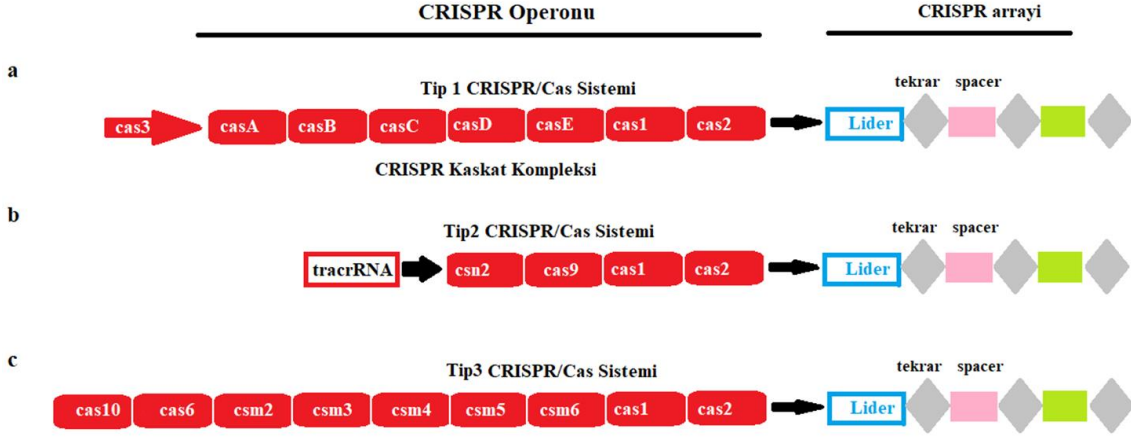 CRISPR Operonu CRISPR arrayi
a
Tip 1 CRISPR/Cas Sistemi tekrar spacer
cas3 casA casB casC casD casE cas1 cas2 Lider
CRISPR Kaskat Kompleksi
b
Tip2 CRISPR/Cas Sistemi tekrar spacer
tracrRNA csn2 cas9 cas1 cas2 Lider
c
Tip3 CRISPR/Cas Sistemi tekrar spacer
cas10 cas6 csm2 csm3 csm4 csm5 csm6 cas1 cas2 Lider